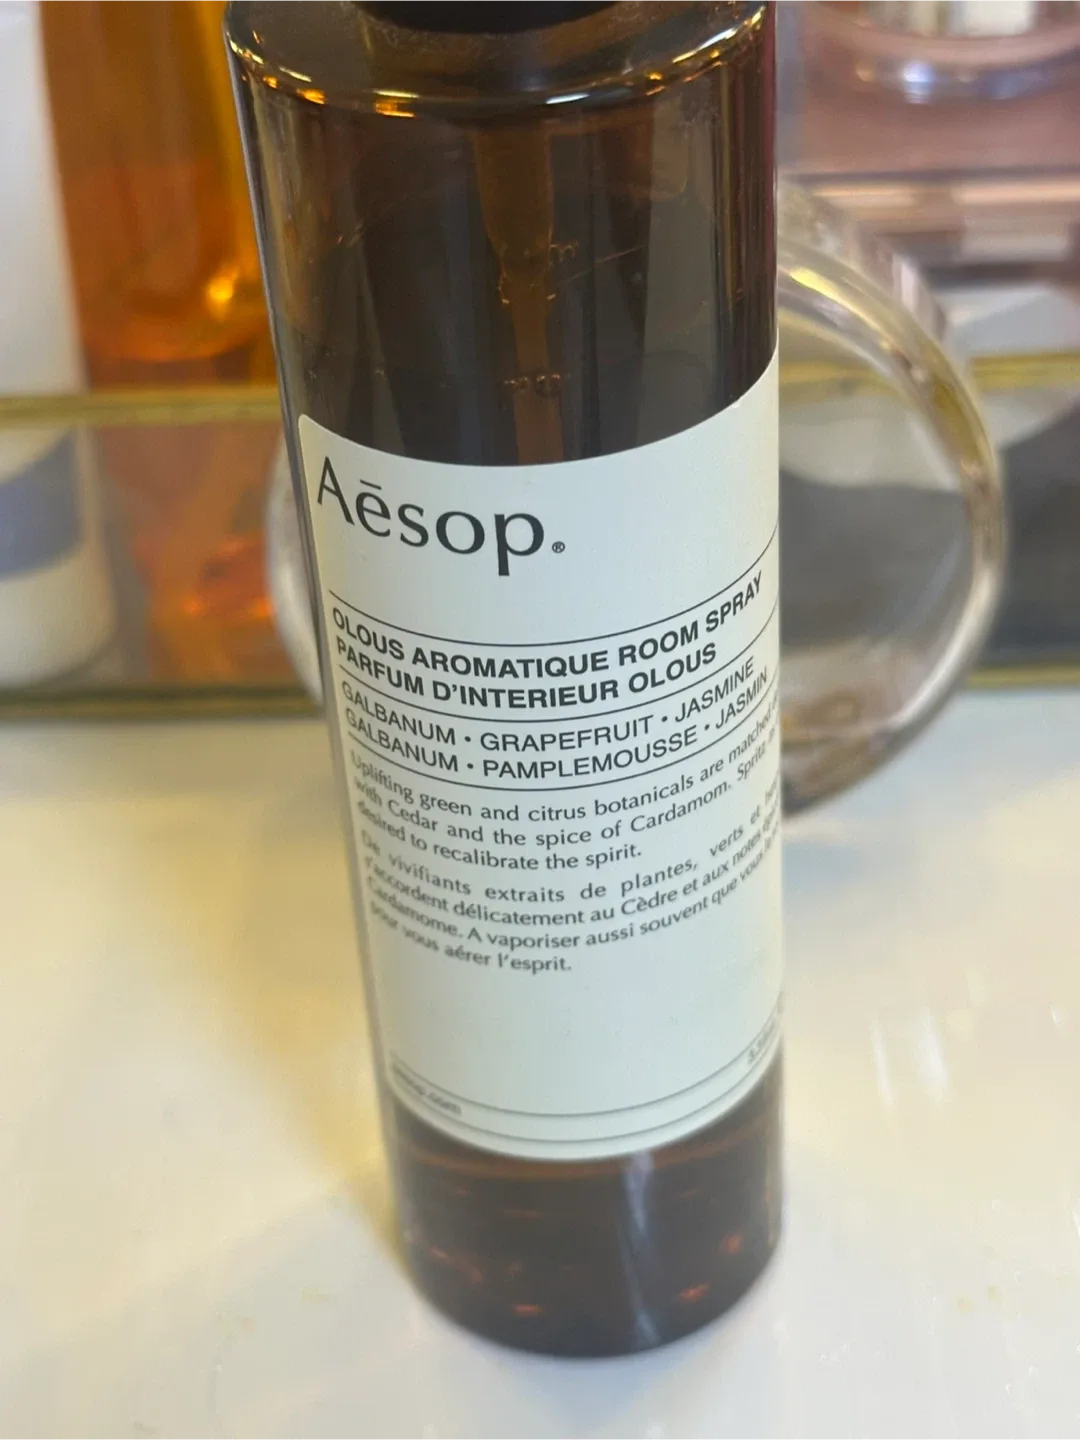 Aēsop.®
OLOUS AROMATIQUE ROOM SPRAY
PARFUM D'INTERIEUR OLOUS
GALBANUM • GRAPEFRUIT • JASMINE
GALBANUM • PAMPLEMOUSSE • JASMIN
Uplifting green and citrus botanicals are matched
with Cedar and the spice of Cardamom. Spritz
desired to recalibrate the spirit.
De vivifiants extraits de plantes, verts et
s'accordent délicatement au Cèdre et aux notes
Cardamome. A vaporiser aussi souvent que vous le
pour vous aérer l'esprit.
aesop.com